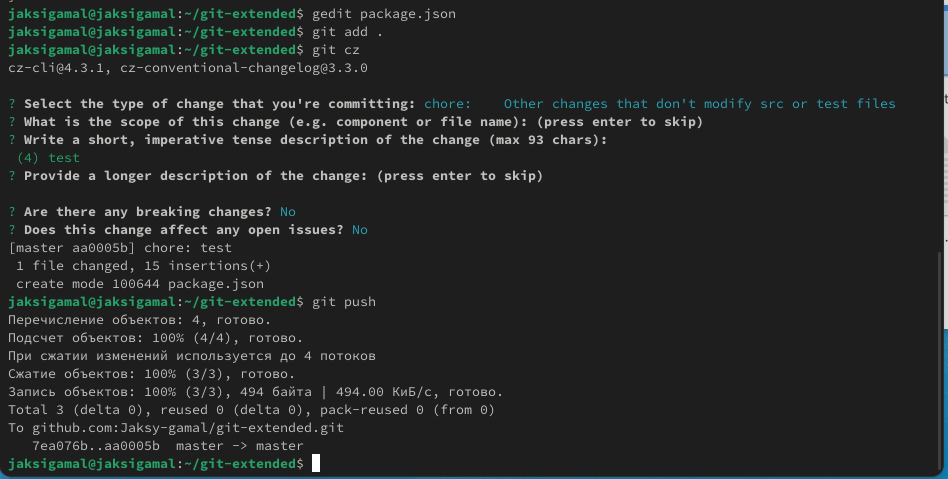 jaksigamal@jaksigamal:~/git-extended$ gedit package.json
jaksigamal@jaksigamal:~/git-extended$ git add .
jaksigamal@jaksigamal:~/git-extended$ git cz
cz-cli@4.3.1, cz-conventional-changelog@3.3.0

? Select the type of change that you're committing: chore:    Other changes that don't modify src or test files
? What is the scope of this change (e.g. component or file name): (press enter to skip)
? Write a short, imperative tense description of the change (max 93 chars):
 (4) test
? Provide a longer description of the change: (press enter to skip)

? Are there any breaking changes? No
? Does this change affect any open issues? No
[master aa0005b] chore: test
 1 file changed, 15 insertions(+)
 create mode 100644 package.json
jaksigamal@jaksigamal:~/git-extended$ git push
Перечисление объектов: 4, готово.
Подсчет объектов: 100% (4/4), готово.
При сжатии изменений используется до 4 потоков
Сжатие объектов: 100% (3/3), готово.
Запись объектов: 100% (3/3), 494 байта | 494.00 КиБ/с, готово.
Total 3 (delta 0), reused 0 (delta 0), pack-reused 0 (from 0)
To github.com:Jaksy-gamal/git-extended.git
   7ea076b..aa0005b  master -> master
jaksigamal@jaksigamal:~/git-extended$